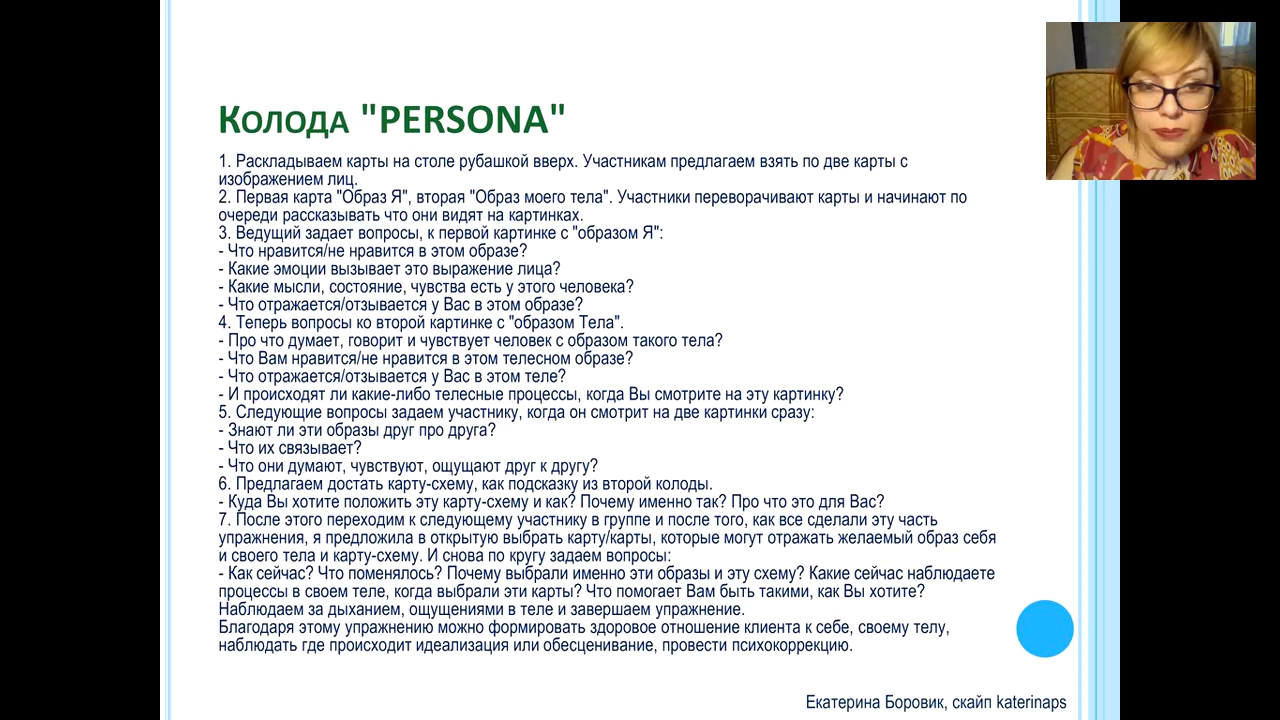 Колода "PERSONA"
1. Раскладываем карты на столе рубашкой вверх. Участникам предлагаем взять по две карты с
изображением лиц.
2. Первая карта "Образ Я", вторая "Образ моего тела". Участники переворачивают карты и начинают по
очереди рассказывать что они видят на картинках.
3. Ведущий задает вопросы, к первой картинке с "образом Я":
- Что нравится/не нравится в этом образе?
- Какие эмоции вызывает это выражение лица?
- Какие мысли, состояние, чувства есть у этого человека?
- Что отражается/отзывается у Вас в этом образе?
4. Теперь вопросы ко второй картинке с "образом Тела".
- Про что думает, говорит и чувствует человек с образом такого тела?
- Что Вам нравится/не нравится в этом телесном образе?
- Что отражается/отзывается у Вас в этом теле?
- И происходят ли какие-либо телесные процессы, когда Вы смотрите на эту картинку?
5. Следующие вопросы задаем участнику, когда он смотрит на две картинки сразу:
- Знают ли эти образы друг про друга?
- Что их связывает?
- Что они думают, чувствуют, ощущают друг к другу?
6. Предлагаем достать карту-схему, как подсказку из второй колоды.
- Куда Вы хотите положить эту карту-схему и как? Почему именно так? Про что это для Вас?
7. После этого переходим к следующему участнику в группе и после того, как все сделали эту часть
упражнения, я предложила в открытую выбрать карту/карты, которые могут отражать желаемый образ себя
и своего тела и карту-схему. И снова по кругу задаем вопросы:
- Как сейчас? Что поменялось? Почему выбрали именно эти образы и эту схему? Какие сейчас наблюдаете
процессы в своем теле, когда выбрали эти карты? Что помогает Вам быть такими, как Вы хотите?
Наблюдаем за дыханием, ощущениями в теле и завершаем упражнение.
Благодаря этому упражнению можно формировать здоровое отношение клиента к себе, своему телу,
наблюдать где происходит идеализация или обесценивание, провести психокоррекцию.
Екатерина Боровик, скайп katerinaps